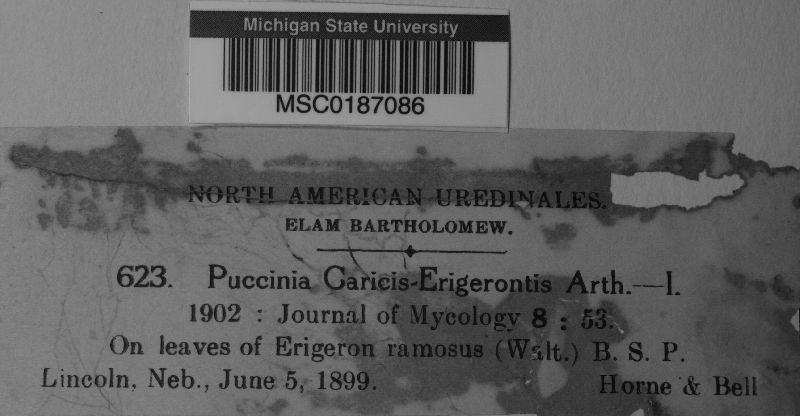 Michigan State University
MSC0187086
NORTH AMERICAN UREDINALES.
ELAM BARTHOLOMEW.
623. Puccinia Caricis-Erigerontis Arth.—I.
1902 : Journal of Mycology 8 : 53.
On leaves of Erigeron ramosus (Walt.) B. S. P.
Lincoln, Neb., June 5, 1899. Horne & Bell